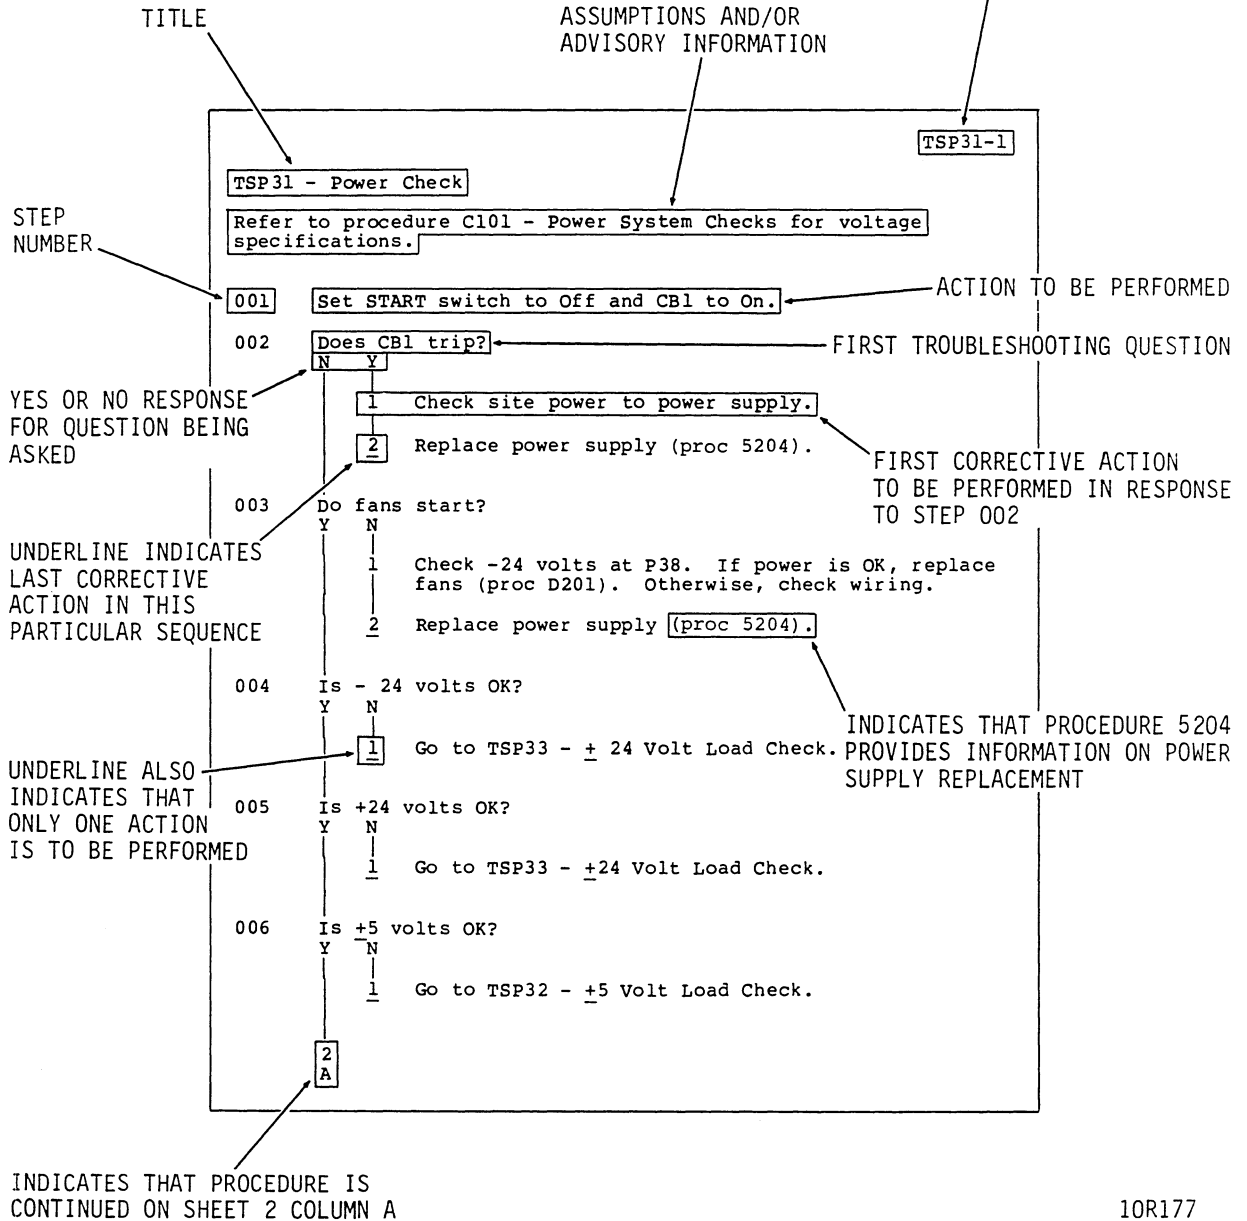 TITLE
ASSUMPTIONS AND/OR
ADVISORY INFORMATION
TSP31-1
TSP31 - Power Check
Refer to procedure C101 - Power System Checks for voltage
specifications.
STEP
NUMBER
001 Set START switch to Off and CB1 to On.
ACTION TO BE PERFORMED
002 Does CB1 trip?
FIRST TROUBLESHOOTING QUESTION
N Y
YES OR NO RESPONSE
FOR QUESTION BEING
ASKED
1 Check site power to power supply.
2 Replace power supply (proc 5204).
FIRST CORRECTIVE ACTION
TO BE PERFORMED IN RESPONSE
TO STEP 002
003 Do fans start?
Y N
UNDERLINE INDICATES
LAST CORRECTIVE
ACTION IN THIS
PARTICULAR SEQUENCE
1 Check -24 volts at P38. If power is OK, replace
fans (proc D201). Otherwise, check wiring.
2 Replace power supply (proc 5204).
004 Is - 24 volts OK?
Y N
1 Go to TSP33 - ± 24 Volt Load Check.
INDICATES THAT PROCEDURE 5204
PROVIDES INFORMATION ON POWER
SUPPLY REPLACEMENT
UNDERLINE ALSO
INDICATES THAT
ONLY ONE ACTION
IS TO BE PERFORMED
005 Is +24 volts OK?
Y N
1 Go to TSP33 - ±24 Volt Load Check.
006 Is ±5 volts OK?
Y N
1 Go to TSP32 - ±5 Volt Load Check.
2
A
INDICATES THAT PROCEDURE IS
CONTINUED ON SHEET 2 COLUMN A
10R177